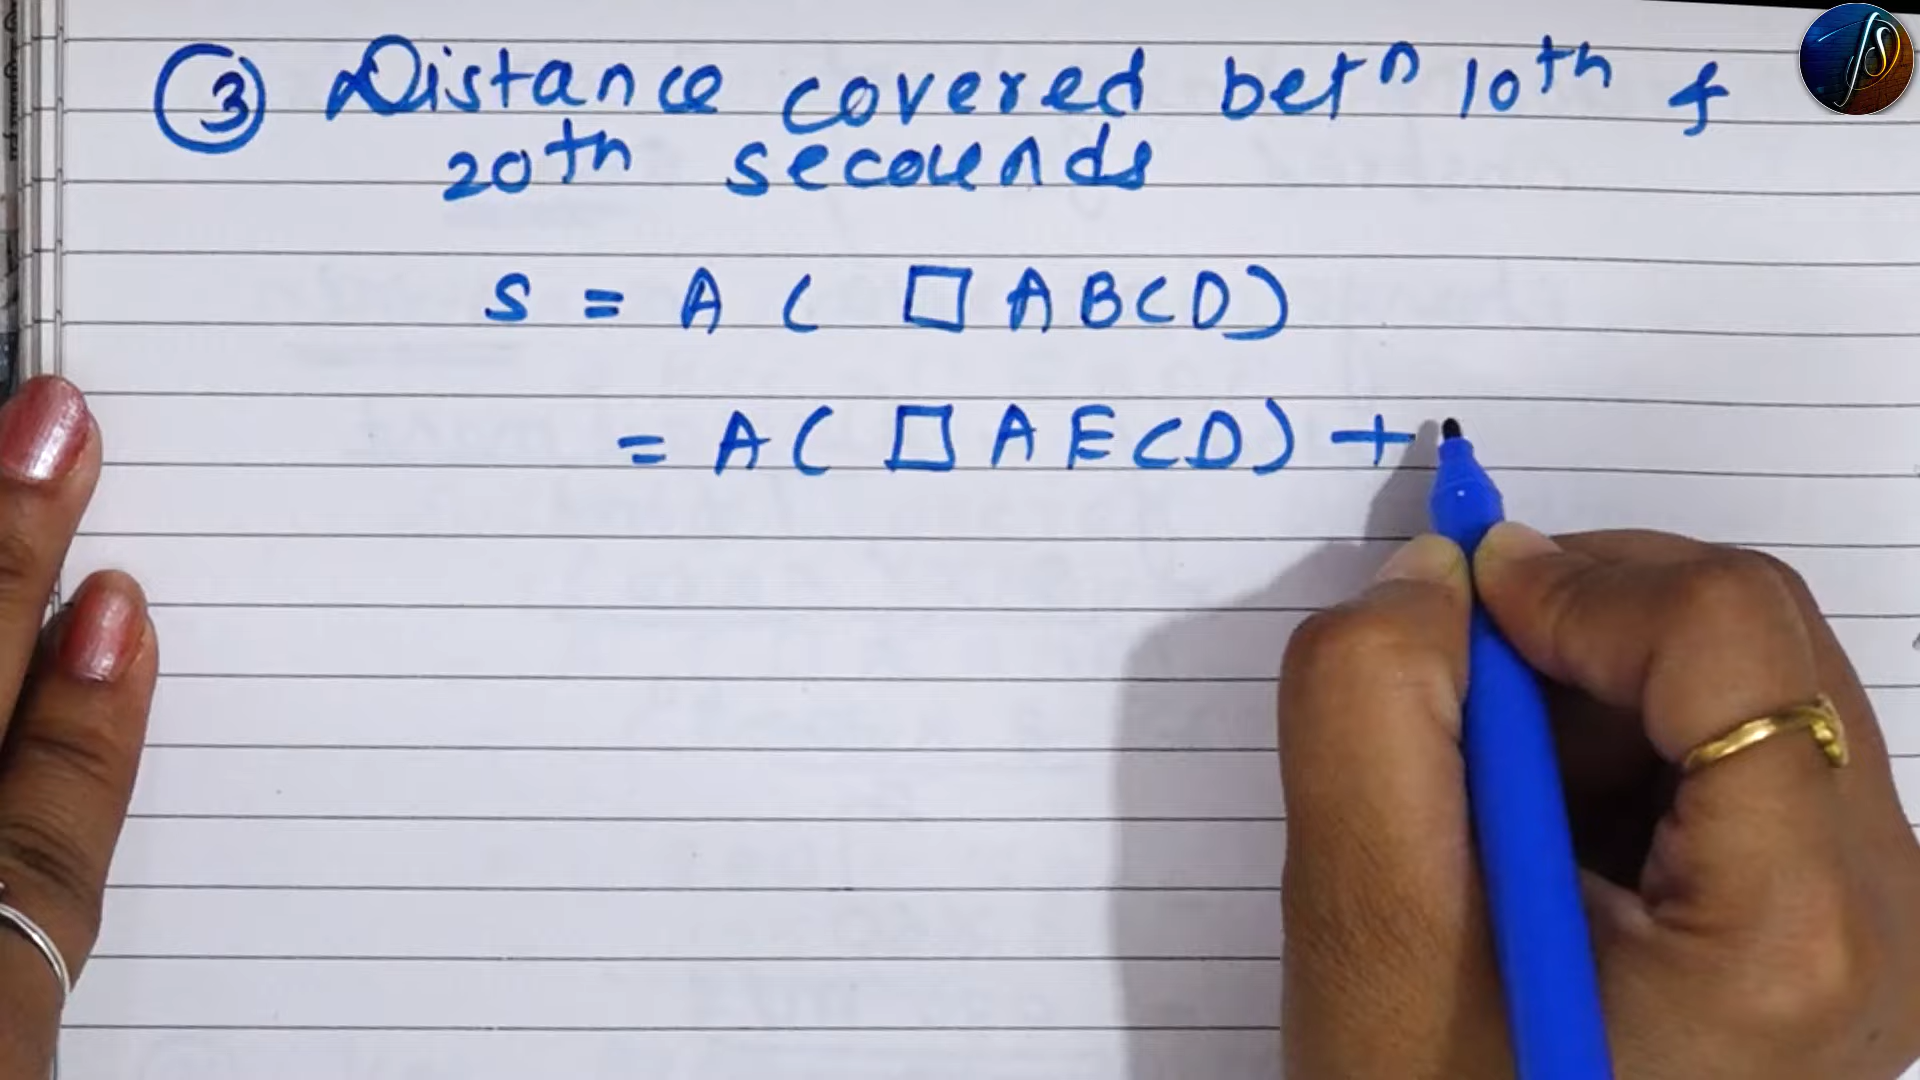 ③ Distance covered betⁿ 10th &
20th secounds
S = A ( □ ABCD)
= A ( □ AECD) +